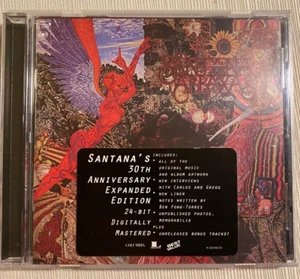 SANTANA'S
30TH
ANNIVERSARY
EXPANDED
EDITION
24-BIT
DIGITALLY
MASTERED
INCLUDES:
ALL OF THE
ORIGINAL MUSIC
AND ALBUM ARTWORK
NEW INTERVIEWS
WITH CARLOS AND GREGG
NEW LINER
NOTES WRITTEN BY
BEN FONG-TORRES
UNPUBLISHED PHOTOS,
MEMORABILIA
PLUS
UNRELEASED BONUS TRACKS!
COLUMBIA